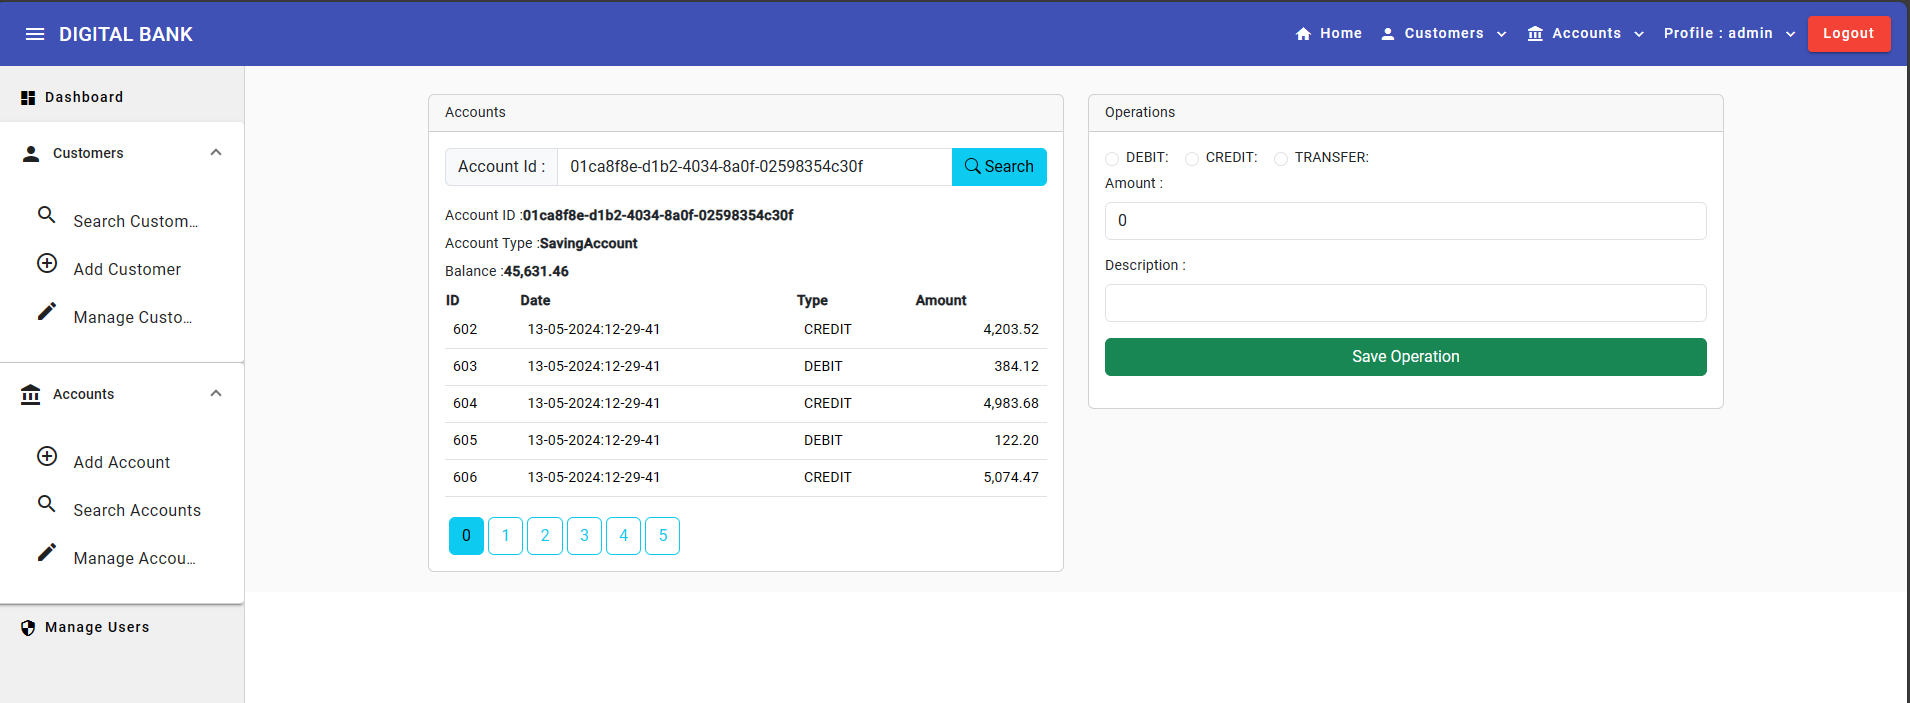 DIGITAL BANK
Home Customers Accounts Profile : admin Logout
Dashboard
Customers
Search Custom...
Add Customer
Manage Custo...
Accounts
Add Account
Search Accounts
Manage Accou...
Manage Users
Accounts
Account Id : 01ca8f8e-d1b2-4034-8a0f-02598354c30f Search
Account ID :01ca8f8e-d1b2-4034-8a0f-02598354c30f
Account Type :SavingAccount
Balance :45,631.46
ID Date Type Amount
602 13-05-2024:12-29-41 CREDIT 4,203.52
603 13-05-2024:12-29-41 DEBIT 384.12
604 13-05-2024:12-29-41 CREDIT 4,983.68
605 13-05-2024:12-29-41 DEBIT 122.20
606 13-05-2024:12-29-41 CREDIT 5,074.47
0 1 2 3 4 5
Operations
DEBIT: CREDIT: TRANSFER:
Amount :
0
Description :
Save Operation